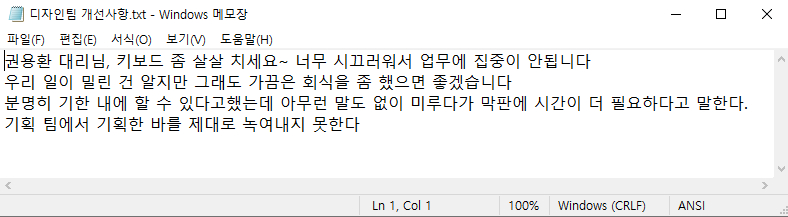 디자인팀 개선사항.txt - Windows 메모장
파일(F) 편집(E) 서식(O) 보기(V) 도움말(H)
권용환 대리님, 키보드 좀 살살 치세요~ 너무 시끄러워서 업무에 집중이 안됩니다
우리 일이 밀린 건 알지만 그래도 가끔은 회식을 좀 했으면 좋겠습니다
분명히 기한 내에 할 수 있다고했는데 아무런 말도 없이 미루다가 막판에 시간이 더 필요하다고 말한다.
기획 팀에서 기획한 바를 제대로 녹여내지 못한다
Ln 1, Col 1 100% Windows (CRLF) ANSI